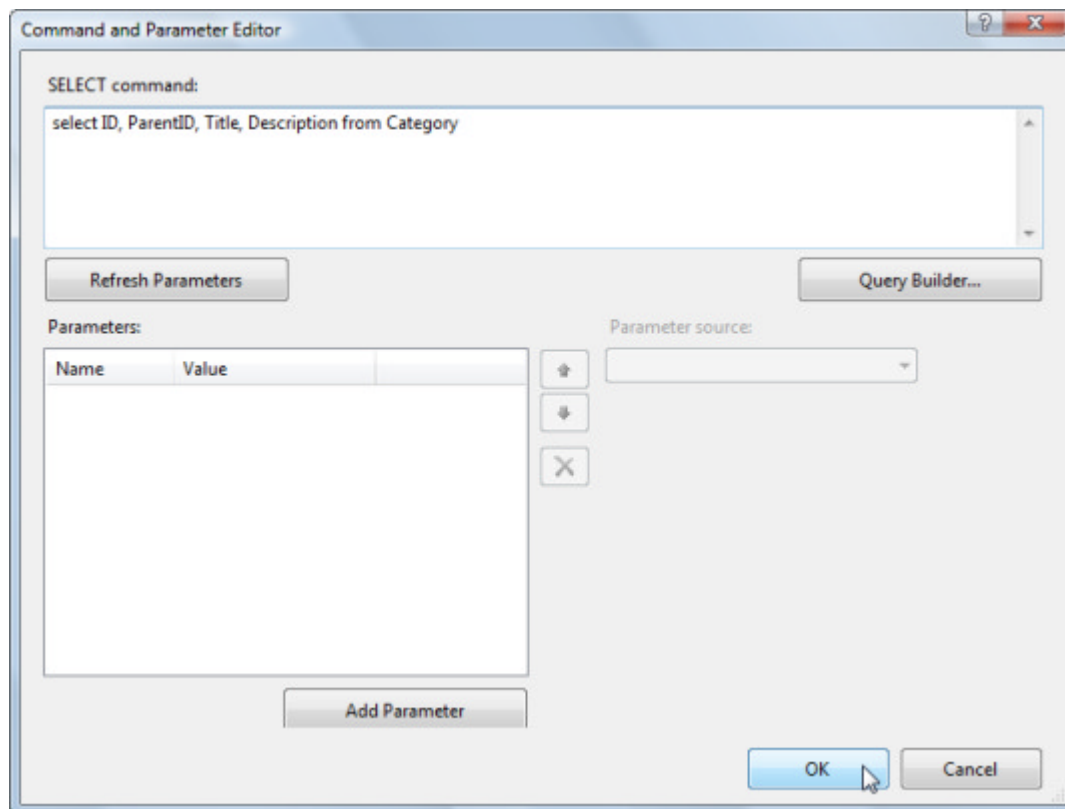 Command and Parameter Editor
SELECT command:
select ID, ParentID, Title, Description from Category
Refresh Parameters
Query Builder...
Parameters:
Parameter source:
Name
Value
Add Parameter
OK
Cancel